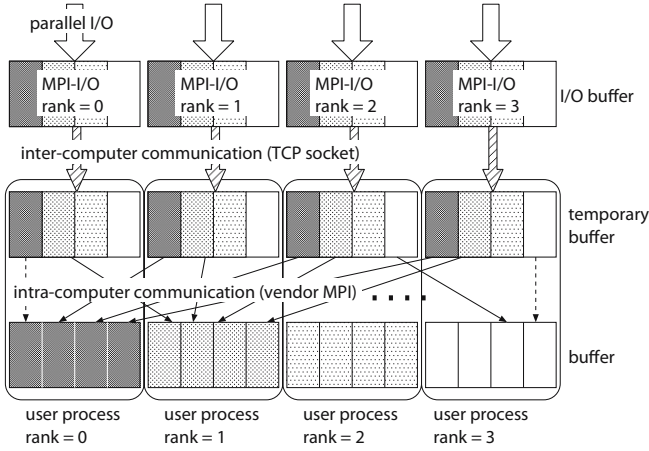 parallel I/O
MPI-I/O
rank = 0
MPI-I/O
rank = 1
MPI-I/O
rank = 2
MPI-I/O
rank = 3
I/O buffer
inter-computer communication (TCP socket)
temporary
buffer
intra-computer communication (vendor MPI)
buffer
user process
rank = 0
user process
rank = 1
user process
rank = 2
user process
rank = 3